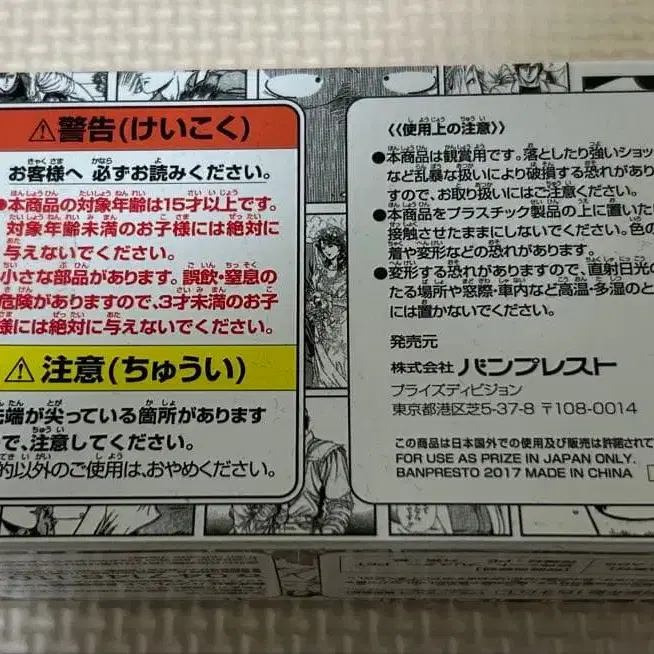 ⚠警告(けいこく)
お客様へ 必ずお読みください。
●本商品の対象年齢は15才以上です。
対象年齢未満のお子様には絶対に
与えないでください。
小さな部品があります。誤飲・窒息の
危険がありますので、3才未満のお子
様には絶対に与えないでください。
⚠注意(ちゅうい)
端が尖っている箇所があります
で、注意してください。
的以外のご使用は、おやめください。
《使用上の注意》
●本商品は観賞用です。落としたり強いショッ
など乱暴な扱いにより破損する恐れがあり
すので、お取り扱いにはご注意ください。
●本商品をプラスチック製品の上に置いたり
接触させたままにしないでください。色の
着や変形などの恐れがあります。
●変形する恐れがありますので、直射日光の
たる場所や窓際・車内など高温・多湿のと
には置かないでください。
発売元
株式会社 バンプレスト
プライズディビジョン
東京都港区芝5-37-8 〒108-0014
この商品は日本国外での使用及び販売は許諾されて
FOR USE AS PRIZE IN JAPAN ONLY.
BANPRESTO 2017 MADE IN CHINA